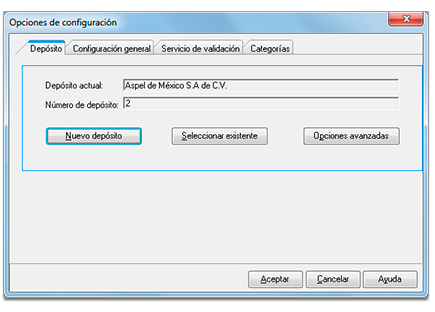 Opciones de configuración
Depósito Configuración general Servicio de validación Categorías
Depósito actual: Aspel de México S.A de C.V.
Número de depósito: 2
Nuevo depósito Seleccionar existente Opciones avanzadas
Aceptar Cancelar Ayuda